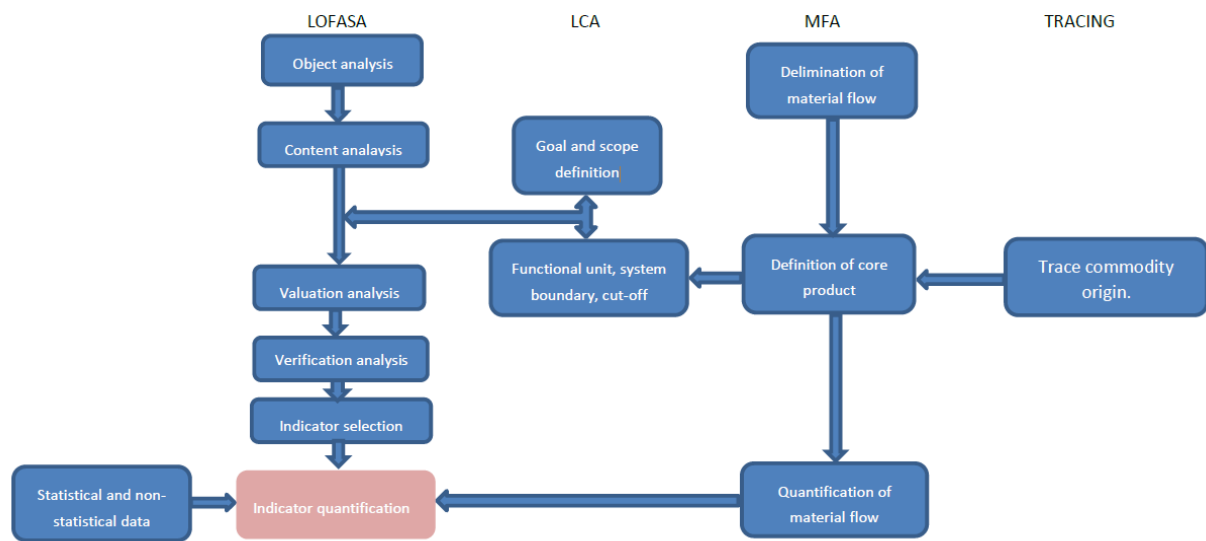 LOFASA
LCA
MFA
TRACING
Object analysis
Delimination of
material flow
Content analaysis
Goal and scope
definition
Functional unit, system
boundary, cut-off
Definition of core
product
Trace commodity
origin.
Valuation analysis
Verification analysis
Indicator selection
Statistical and non-
statistical data
Indicator quantification
Quantification of
material flow